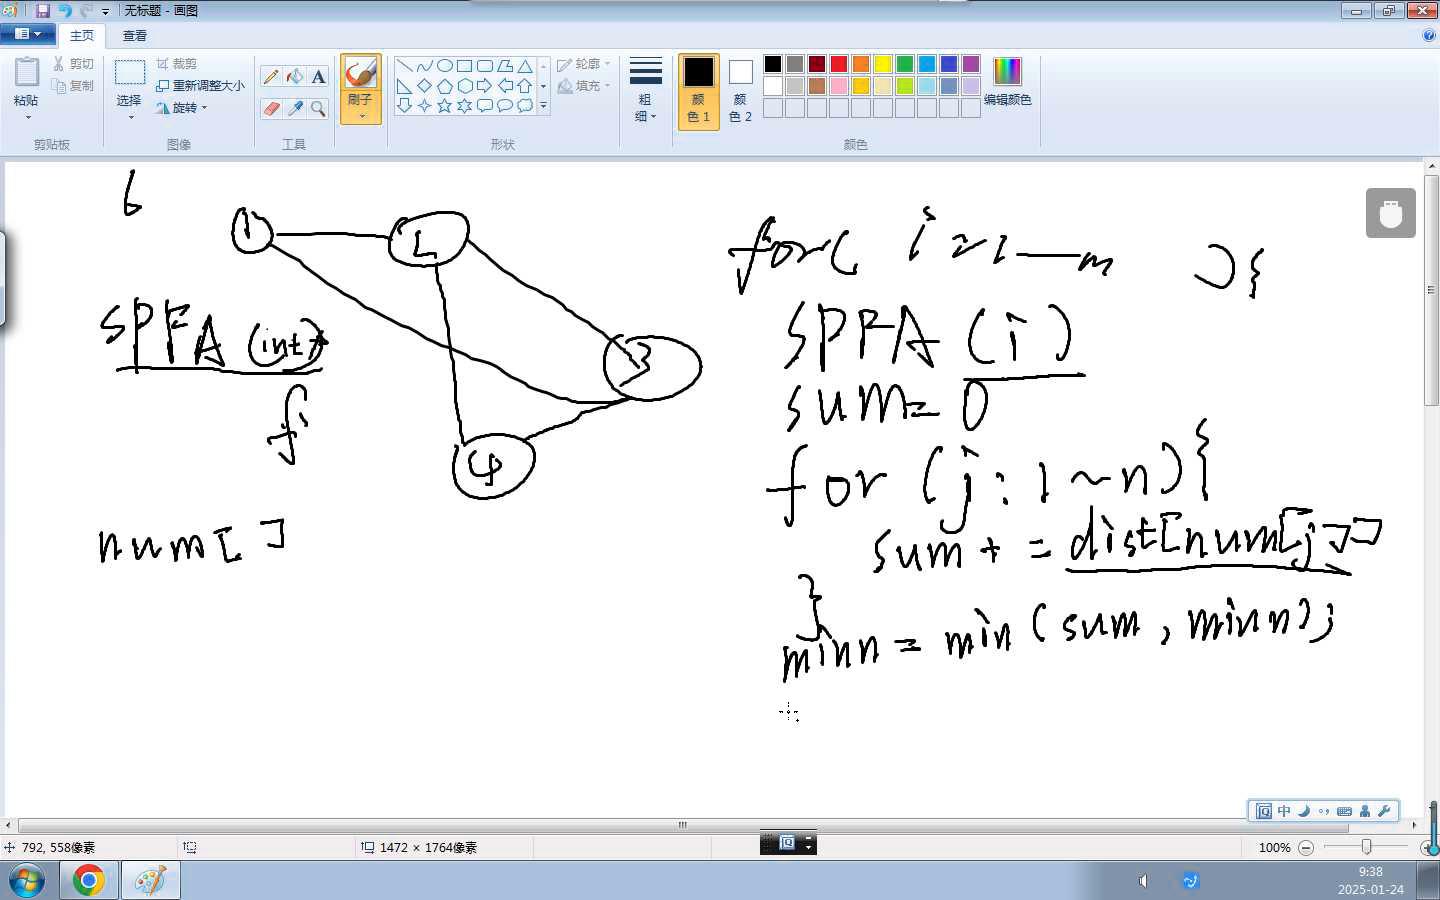 无标题 - 画图
主页 查看
粘贴 剪切 复制
选择 裁剪 重新调整大小 旋转
A
刷子
轮廓 填充
粗细
颜色 1
颜色 2
编辑颜色
剪贴板 图像 工具 形状 颜色
6
1
2
3
4
SPFA (int)
num[ ]
for( i=1—m ){
SPFA (i)
sum=0
for (j:1~n){
sum+=dist[num[j]]
}
minn = min(sum,minn);
中
792, 558像素
1472 × 1764像素
100%
9:38
2025-01-24